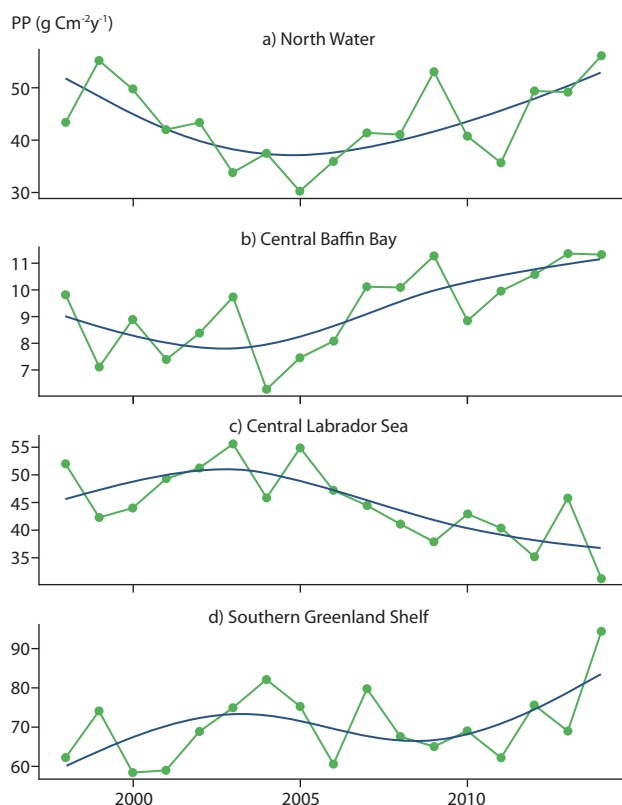 PP (g Cm⁻²y⁻¹)
a) North Water
50
40
30
b) Central Baffin Bay
11
10
9
8
7
c) Central Labrador Sea
55
50
45
40
35
d) Southern Greenland Shelf
90
80
70
60
2000 2005 2010